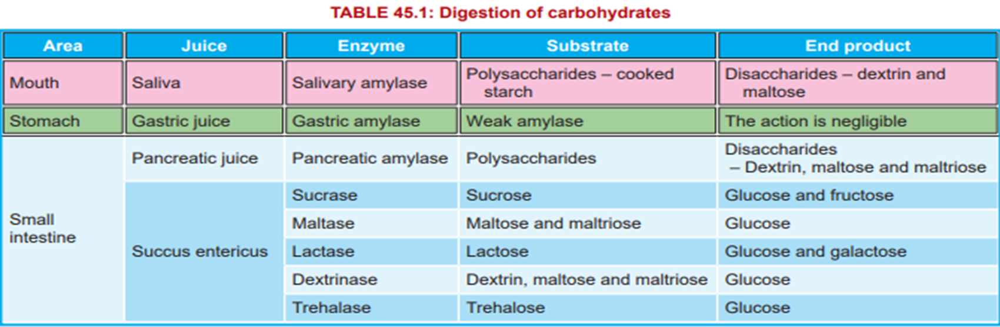 TABLE 45.1: Digestion of carbohydrates
Area Juice Enzyme Substrate End product
Mouth Saliva Salivary amylase Polysaccharides – cooked starch Disaccharides – dextrin and maltose
Stomach Gastric juice Gastric amylase Weak amylase The action is negligible
Small intestine Pancreatic juice Pancreatic amylase Polysaccharides Disaccharides – Dextrin, maltose and maltriose
Succus entericus Sucrase Sucrose Glucose and fructose
Maltase Maltose and maltriose Glucose
Lactase Lactose Glucose and galactose
Dextrinase Dextrin, maltose and maltriose Glucose
Trehalase Trehalose Glucose